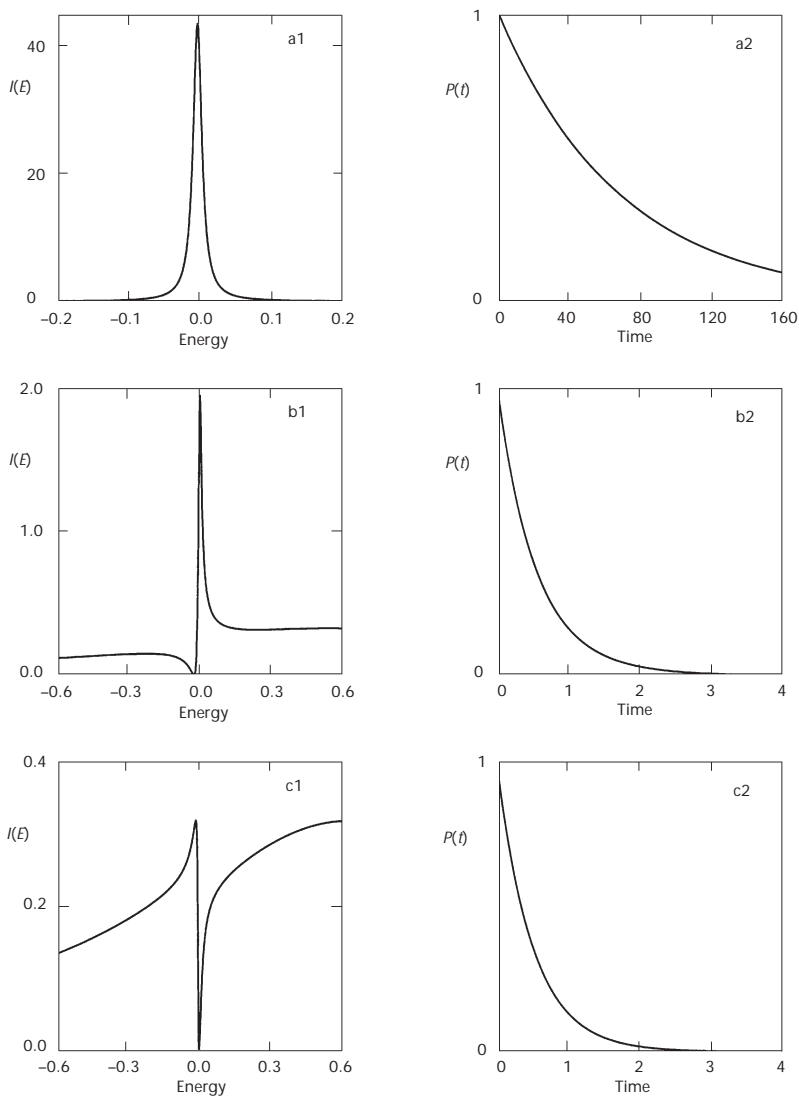 a1
I(E)
40
20
0
−0.2 −0.1 0.0 0.1 0.2
Energy
a2
P(t)
1
0
0 40 80 120 160
Time
b1
I(E)
2.0
1.0
0.0
−0.6 −0.3 0.0 0.3 0.6
Energy
b2
P(t)
1
0
0 1 2 3 4
Time
c1
I(E)
0.4
0.2
0.0
−0.6 −0.3 0.0 0.3 0.6
Energy
c2
P(t)
1
0
0 1 2 3 4
Time